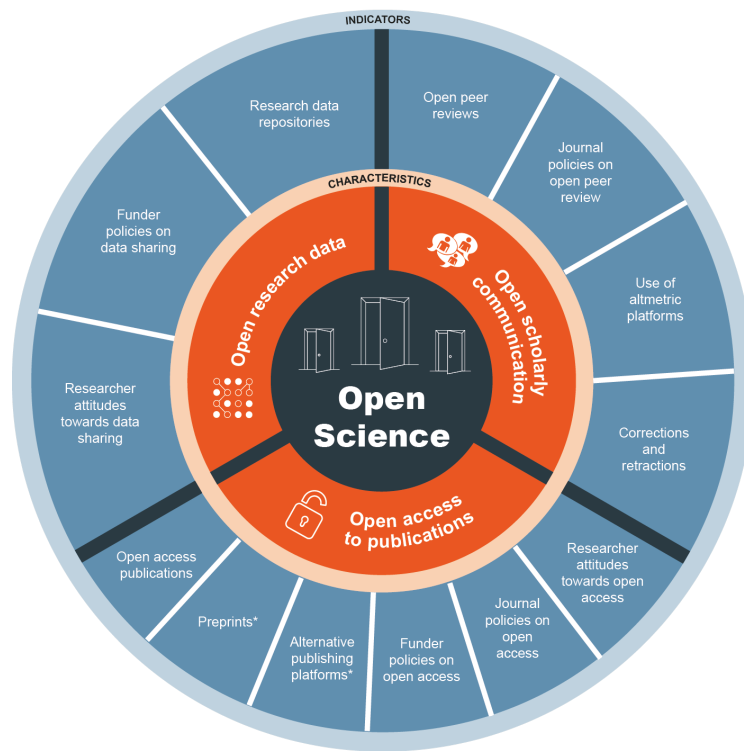 INDICATORS
Research data
repositories
Open peer
reviews
Journal
policies on
open peer
review
Use of
altmetric
platforms
Corrections
and
retractions
Researcher
attitudes
towards open
access
Journal
policies on
open
access
Funder
policies on
open access
Alternative
publishing
platforms*
Preprints*
Open access
publications
Researcher
attitudes
towards data
sharing
Funder
policies on
data sharing
CHARACTERISTICS
Open research data
Open scholarly
communication
Open access
to publications
Open
Science